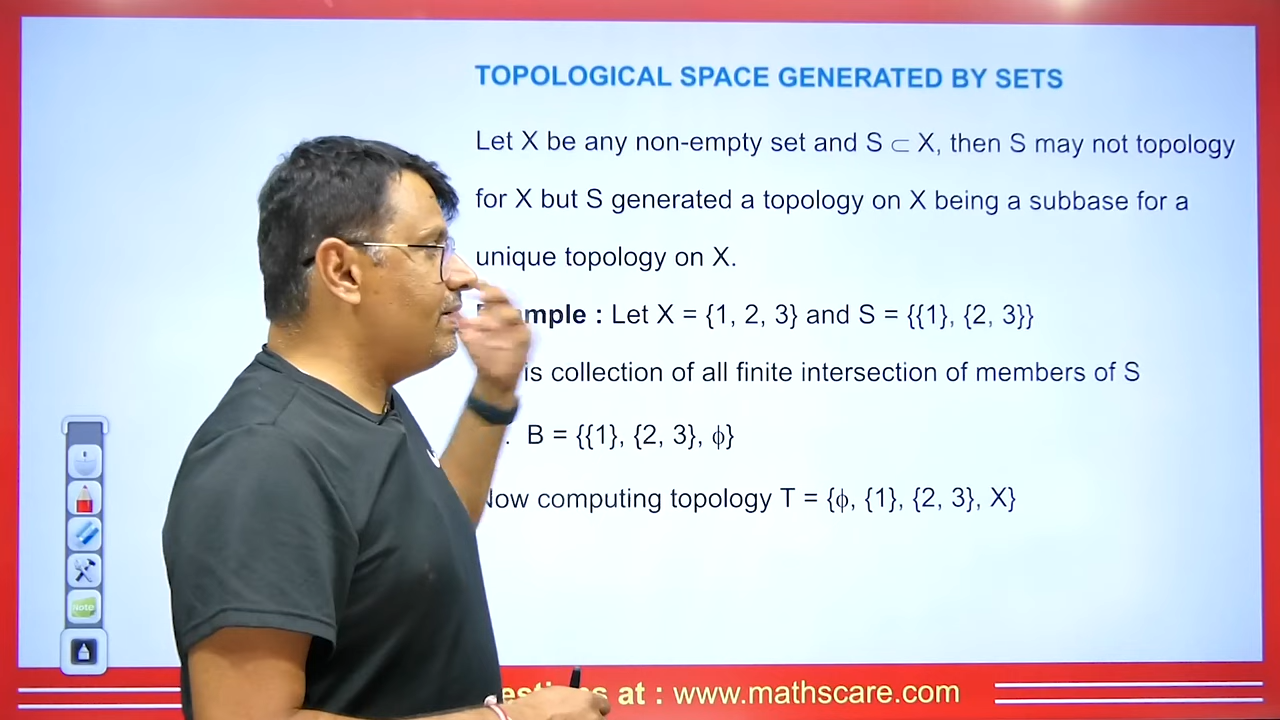 TOPOLOGICAL SPACE GENERATED BY SETS
Let X be any non-empty set and S ⊂ X, then S may not topology
for X but S generated a topology on X being a subbase for a
unique topology on X.
mple : Let X = {1, 2, 3} and S = {{1}, {2, 3}}
is collection of all finite intersection of members of S
. B = {{1}, {2, 3}, ϕ}
Now computing topology T = {ϕ, {1}, {2, 3}, X}
Note
at : www.mathscare.com